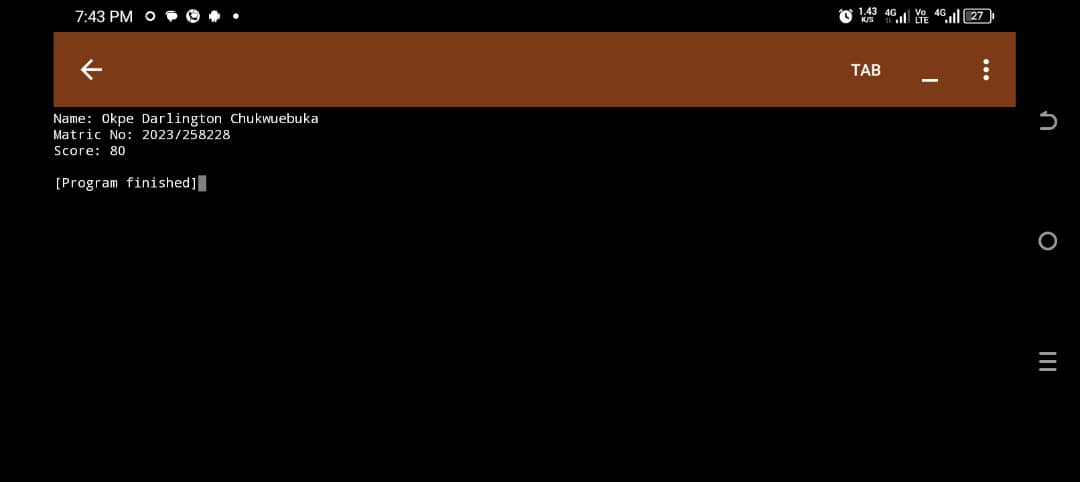 7:43 PM 1.43 K/S 4G Vo LTE 4G 27
TAB
Name: Okpe Darlington Chukwuebuka
Matric No: 2023/258228
Score: 80
[Program finished]